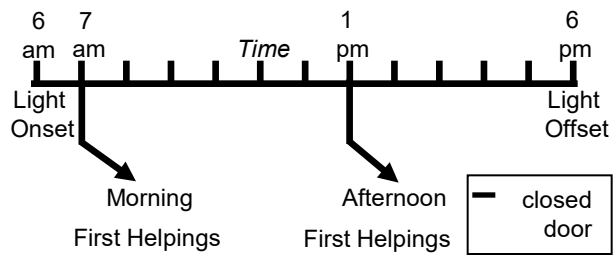 6 7 1 6
am am Time pm pm
Light Light
Onset Offset
Morning Afternoon
First Helpings First Helpings
closed
door